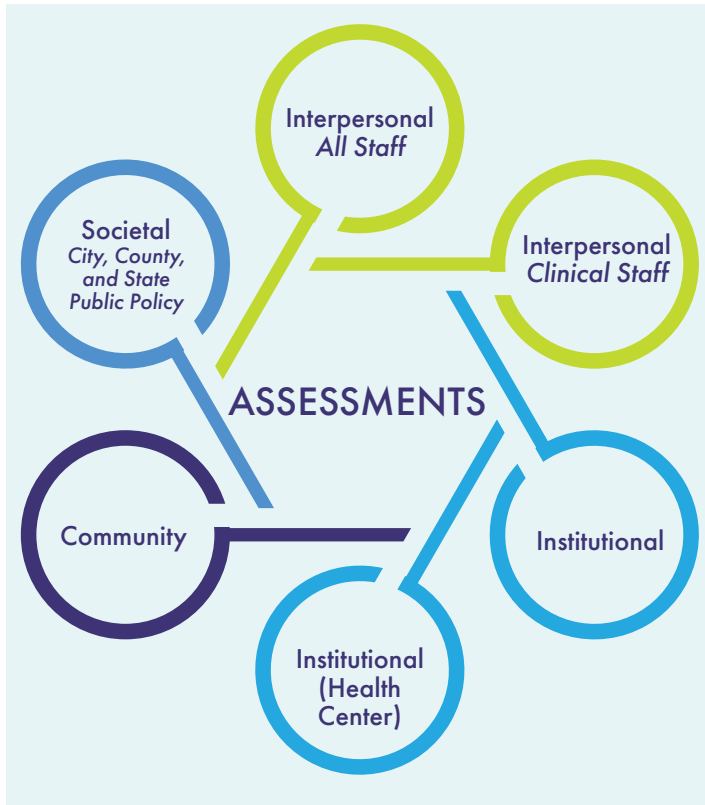 Interpersonal
All Staff
Interpersonal
Clinical Staff
Societal
City, County,
and State
Public Policy
ASSESSMENTS
Community
Institutional
Institutional
(Health
Center)